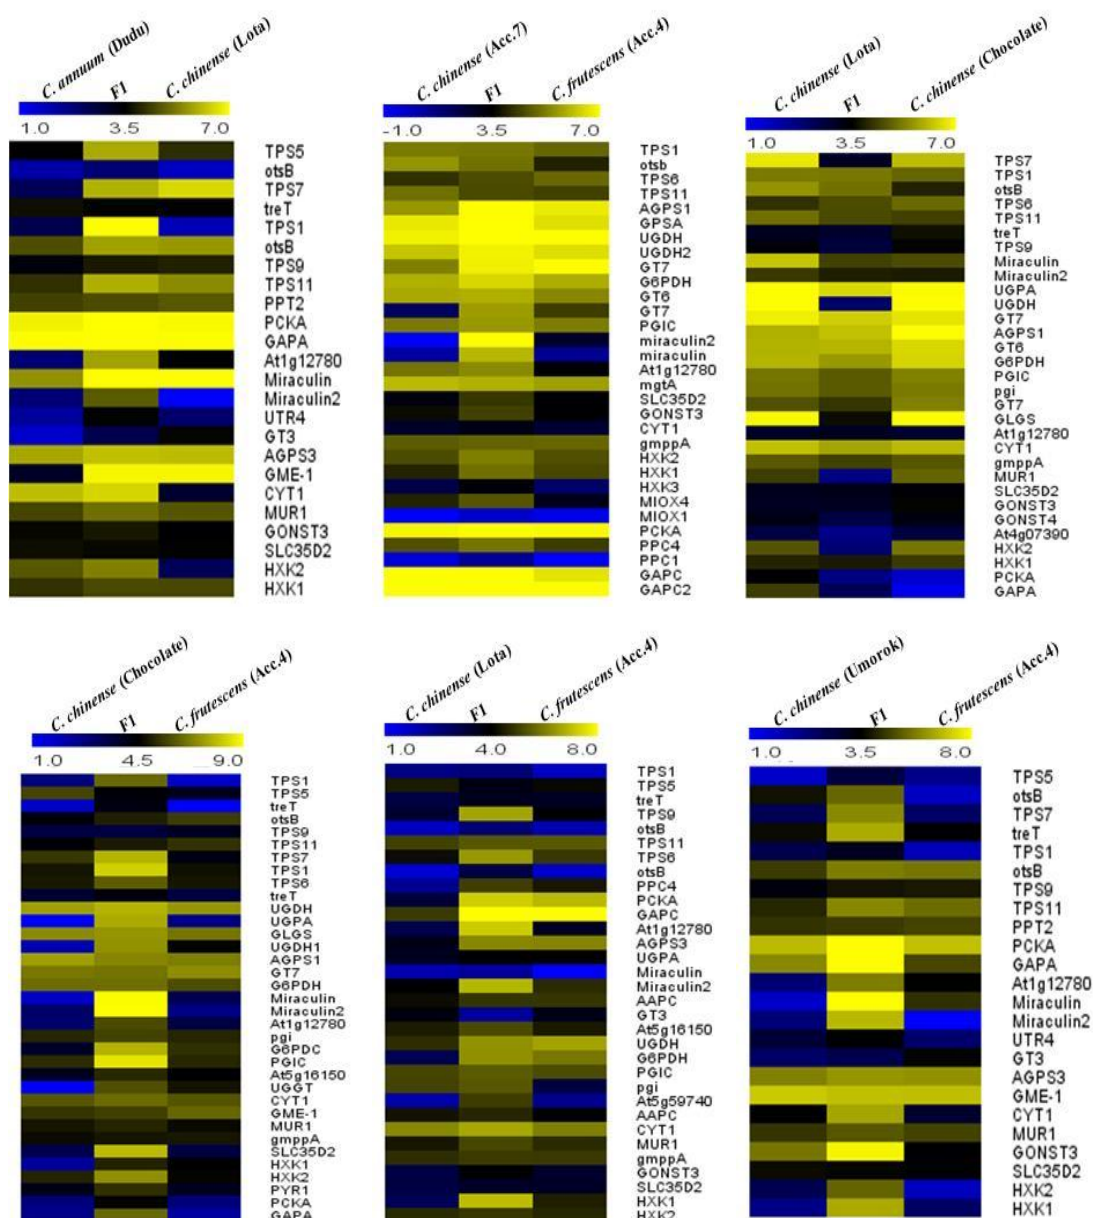 C. annuum (Dudu)
F1
C. chinense (Lota)
1.0 3.5 7.0
TPS5
otsB
TPS7
treT
TPS1
otsB
TPS9
TPS11
PPT2
PCKA
GAPA
At1g12780
Miraculin
Miraculin2
UTR4
GT3
AGPS3
GME-1
CYT1
MUR1
GONST3
SLC35D2
HXK2
HXK1
C. chinense (Acc.7)
F1
C. frutescens (Acc.4)
-1.0 3.5 7.0
TPS1
otsb
TPS6
TPS11
AGPS1
GPSA
UGDH
UGDH2
GT7
G6PDH
GT6
GT7
PGIC
miraculin2
miraculin
At1g12780
mgtA
SLC35D2
GONST3
CYT1
gmppA
HXK2
HXK1
HXK3
MIOX4
MIOX1
PCKA
PPC4
PPC1
GAPC
GAPC2
C. chinense (Lota)
F1
C. chinense (Chocolate)
1.0 3.5 7.0
TPS7
TPS1
otsB
TPS6
TPS11
treT
TPS9
Miraculin
Miraculin2
UGPA
UGDH
GT7
AGPS1
GT6
G6PDH
PGIC
pgi
GT7
GLGS
At1g12780
CYT1
gmppA
MUR1
SLC35D2
GONST3
GONST4
At4g07390
HXK2
HXK1
PCKA
GAPA
C. chinense (Chocolate)
F1
C. frutescens (Acc.4)
1.0 4.5 9.0
TPS1
TPS5
treT
otsB
TPS9
TPS11
TPS7
TPS1
TPS6
treT
UGDH
UGPA
GLGS
UGDH1
AGPS1
GT7
G6PDH
Miraculin
Miraculin2
At1g12780
pgi
G6PDC
PGIC
At5g16150
UGGT
CYT1
GME-1
MUR1
gmppA
SLC35D2
HXK1
HXK2
PYR1
PCKA
GAPA
C. chinense (Lota)
F1
C. frutescens (Acc.4)
1.0 4.0 8.0
TPS1
TPS5
treT
TPS9
otsB
TPS11
TPS6
otsB
PPC4
PCKA
GAPC
At1g12780
AGPS3
UGPA
Miraculin
Miraculin2
AAPC
GT3
At5g16150
UGDH
G6PDH
PGIC
pgi
At5g59740
AAPC
CYT1
MUR1
gmppA
GONST3
SLC35D2
HXK1
HXK2
C. chinense (Umorok)
F1
C. frutescens (Acc.4)
1.0 3.5 8.0
TPS5
otsB
TPS7
treT
TPS1
otsB
TPS9
TPS11
PPT2
PCKA
GAPA
At1g12780
Miraculin
Miraculin2
UTR4
GT3
AGPS3
GME-1
CYT1
MUR1
GONST3
SLC35D2
HXK2
HXK1